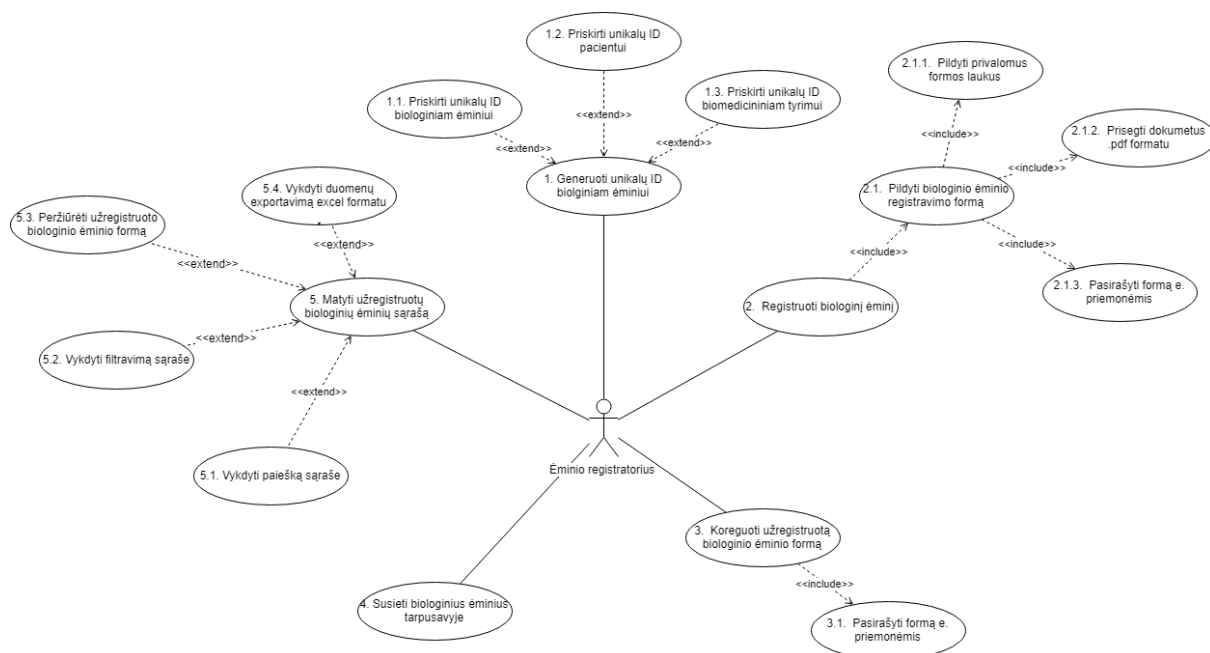 1.2. Priskirti unikalų ID
pacientui
1.1. Priskirti unikalų ID
biologiniam ėminiui
1.3. Priskirti unikalų ID
biomedicininiam tyrimui
<<extend>>
<<extend>>
<<extend>>
1. Generuoti unikalų ID
biolginiam ėminiui
2.1.1. Pildyti privalomus
formos laukus
<<include>>
2.1.2. Prisegti dokumetus
.pdf formatu
<<include>>
2.1. Pildyti biologinio ėminio
registravimo formą
<<include>>
2.1.3. Pasirašyti formą e.
priemonėmis
<<include>>
2. Registruoti biologinį ėminį
5.4. Vykdyti duomenų
exportavimą excel formatu
5.3. Peržiūrėti užregistruoto
biologinio ėminio formą
<<extend>>
<<extend>>
5. Matyti užregistruotų
biologinių ėminių sąrašą
<<extend>>
5.2. Vykdyti filtravimą sąraše
<<extend>>
5.1. Vykdyti paiešką sąraše
Ėminio registratorius
3. Koreguoti užregistruotą
biologinio ėminio formą
<<include>>
3.1. Pasirašyti formą e.
priemonėmis
4. Susieti biologinius ėminius
tarpusavyje